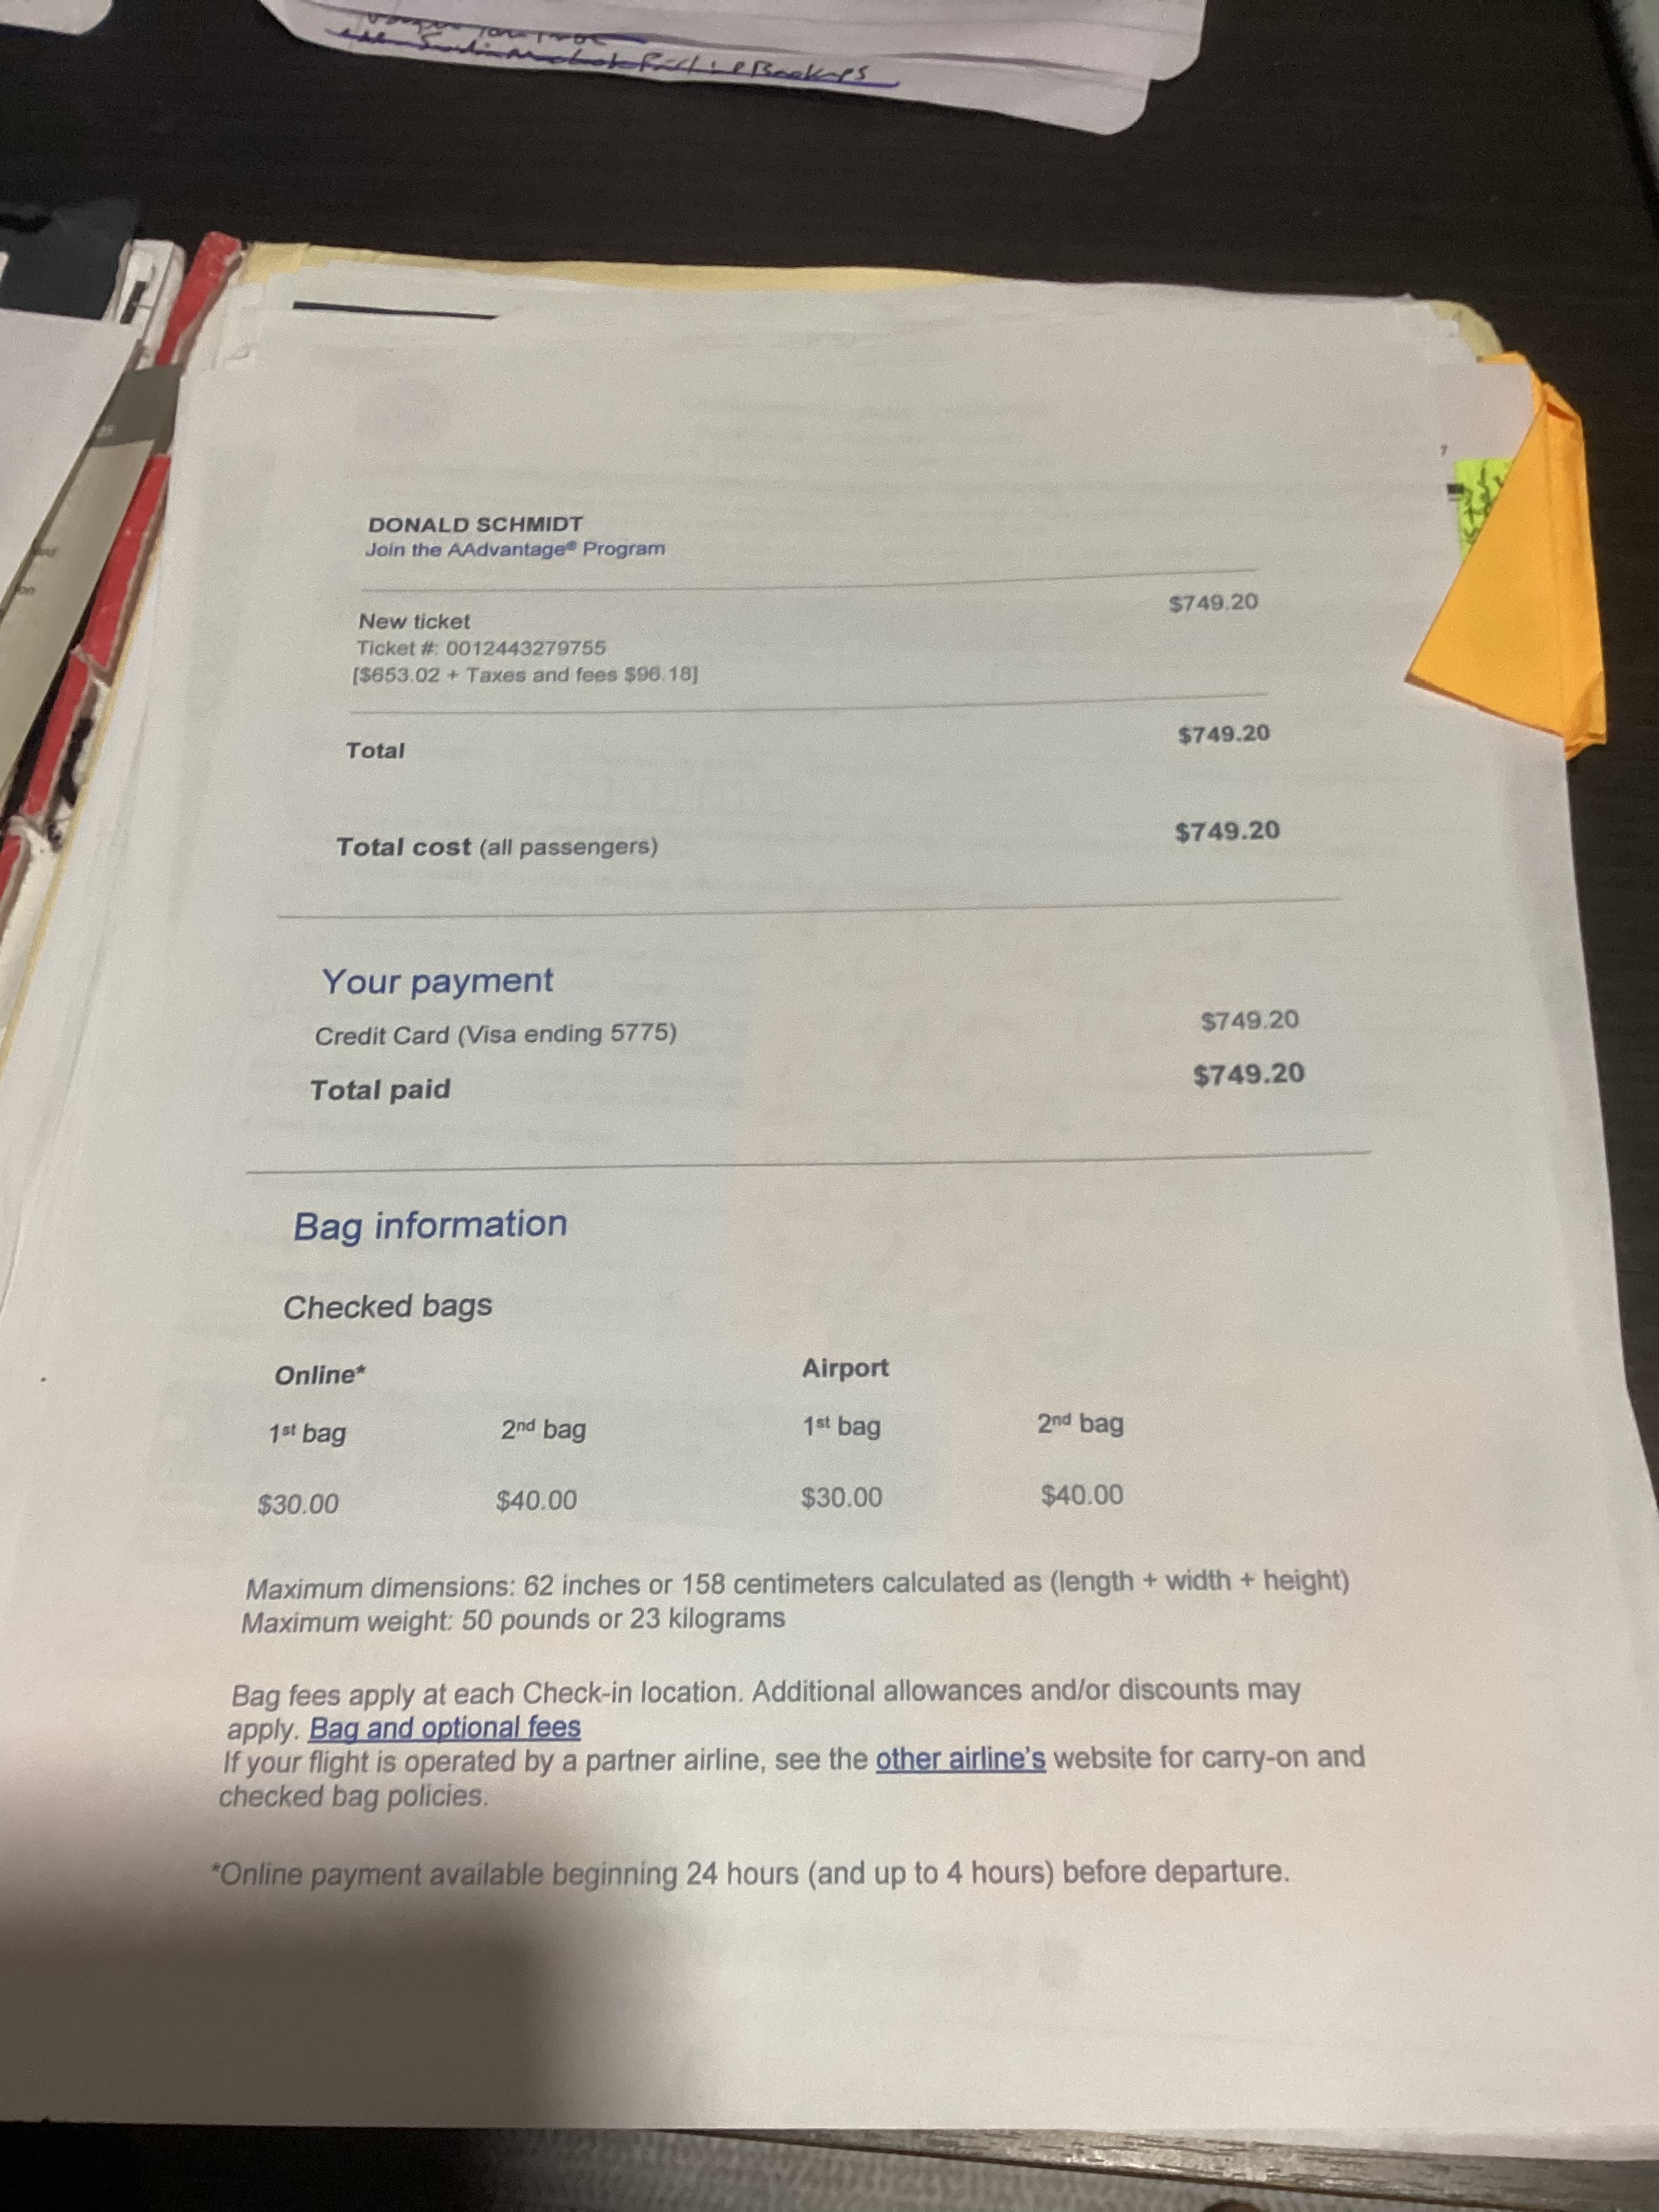 Bookups
DONALD SCHMIDT
Join the AAdvantage® Program
New ticket $749.20
Ticket #: 0012443279755
[$653.02 + Taxes and fees $96.18]
Total $749.20
Total cost (all passengers) $749.20
Your payment
Credit Card (Visa ending 5775) $749.20
Total paid $749.20
Bag information
Checked bags
Online* Airport
1st bag 2nd bag 1st bag 2nd bag
$30.00 $40.00 $30.00 $40.00
Maximum dimensions: 62 inches or 158 centimeters calculated as (length + width + height)
Maximum weight: 50 pounds or 23 kilograms
Bag fees apply at each Check-in location. Additional allowances and/or discounts may
apply. Bag and optional fees
If your flight is operated by a partner airline, see the other airline's website for carry-on and
checked bag policies.
*Online payment available beginning 24 hours (and up to 4 hours) before departure.